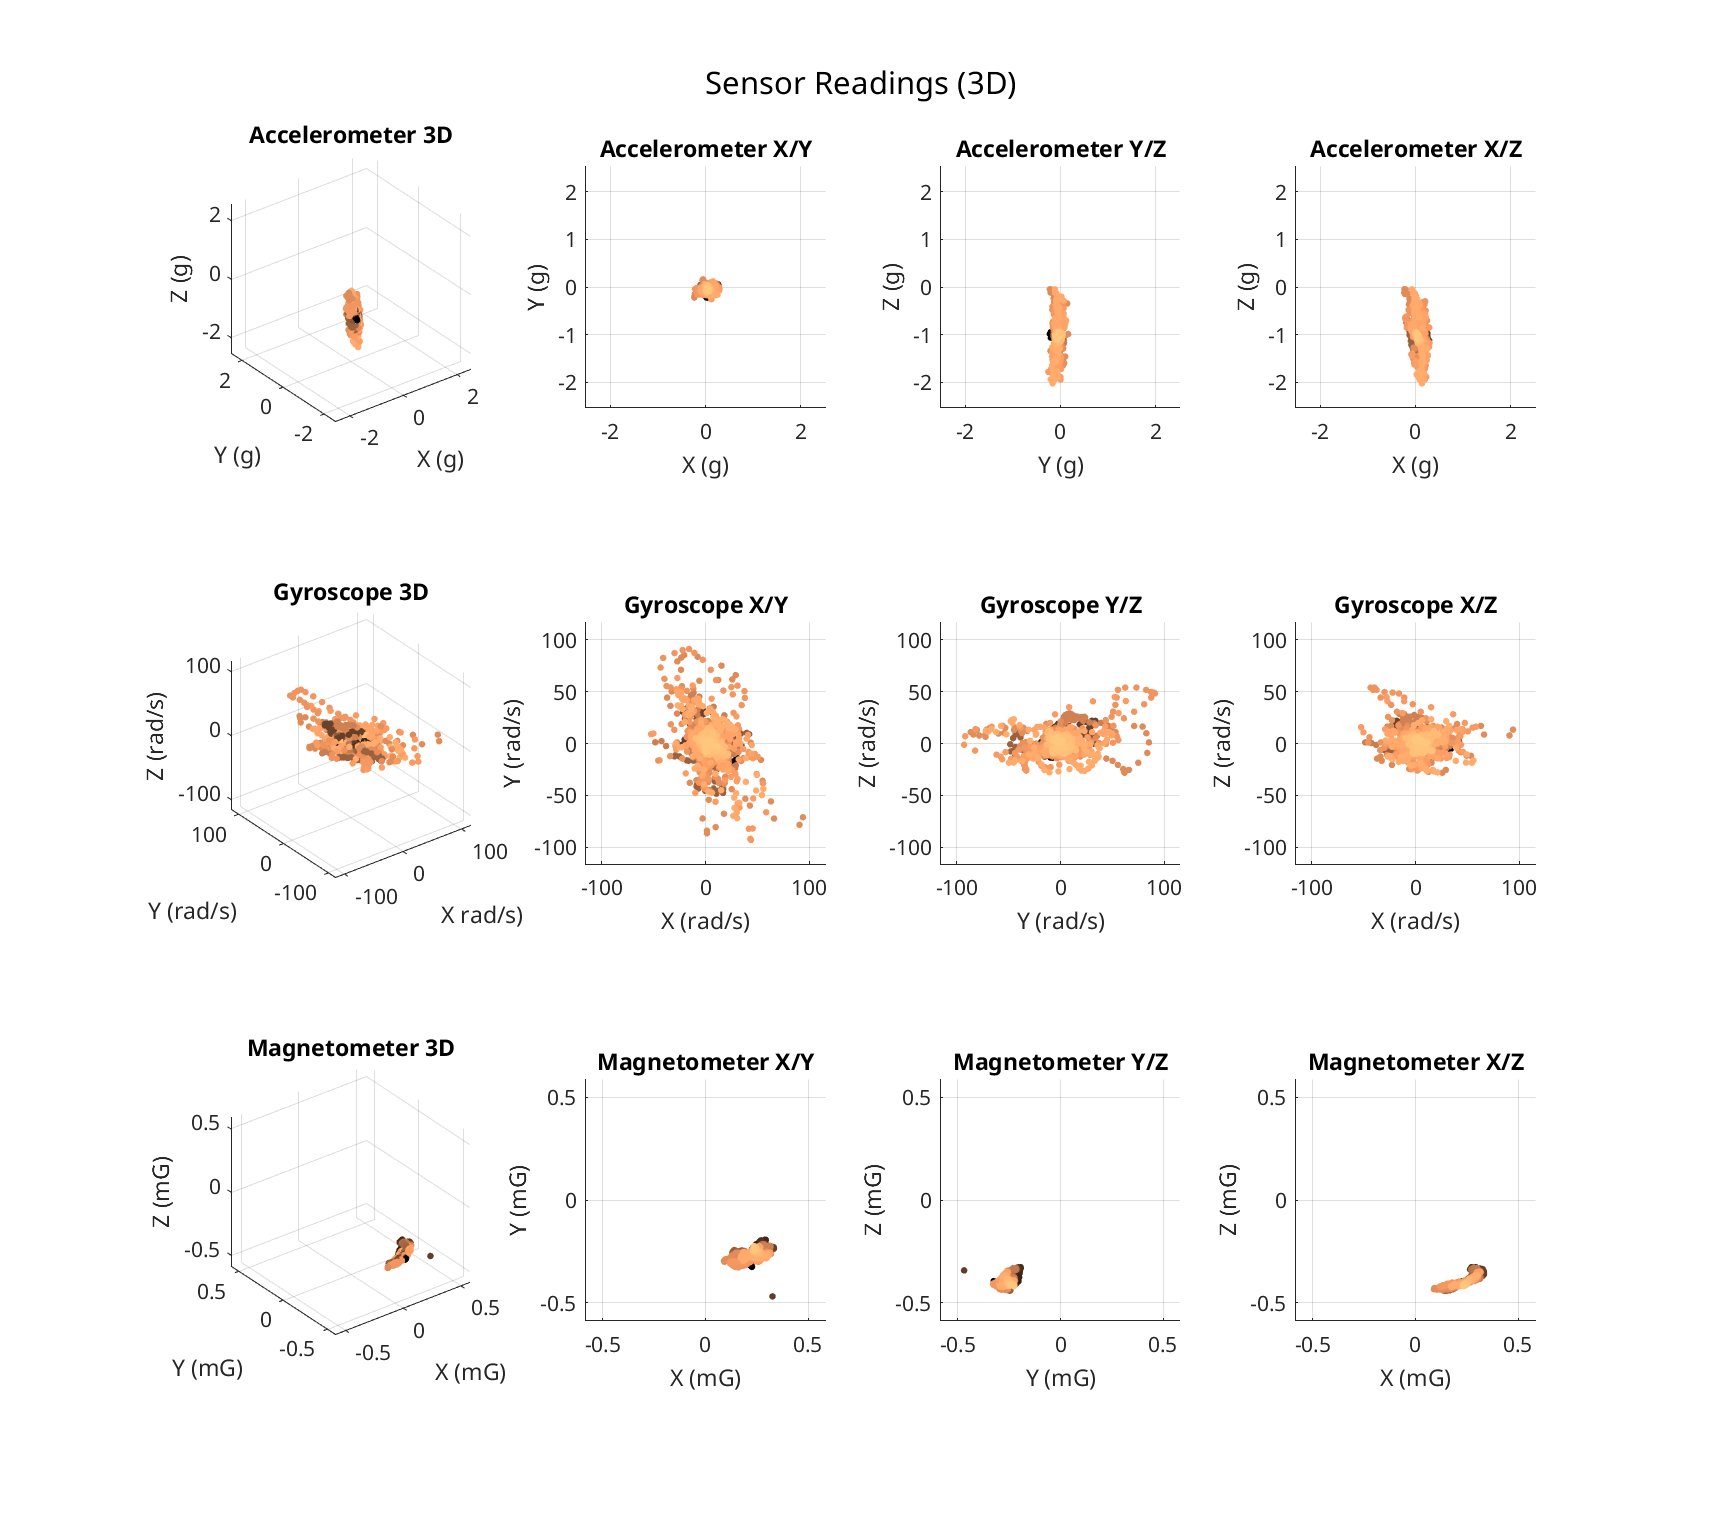 Sensor Readings (3D)
Accelerometer 3D
Z (g)
2
0
-2
2
0
-2
Y (g)
-2
0
2
X (g)
Accelerometer X/Y
Y (g)
2
1
0
-1
-2
-2
0
2
X (g)
Accelerometer Y/Z
Z (g)
2
1
0
-1
-2
-2
0
2
Y (g)
Accelerometer X/Z
Z (g)
2
1
0
-1
-2
-2
0
2
X (g)
Gyroscope 3D
Z (rad/s)
100
0
-100
100
0
-100
Y (rad/s)
-100
0
100
X rad/s)
Gyroscope X/Y
Y (rad/s)
100
50
0
-50
-100
-100
0
100
X (rad/s)
Gyroscope Y/Z
Z (rad/s)
100
50
0
-50
-100
-100
0
100
Y (rad/s)
Gyroscope X/Z
Z (rad/s)
100
50
0
-50
-100
-100
0
100
X (rad/s)
Magnetometer 3D
Z (mG)
0.5
0
-0.5
0.5
0
-0.5
Y (mG)
-0.5
0
0.5
X (mG)
Magnetometer X/Y
Y (mG)
0.5
0
-0.5
-0.5
0
0.5
X (mG)
Magnetometer Y/Z
Z (mG)
0.5
0
-0.5
-0.5
0
0.5
Y (mG)
Magnetometer X/Z
Z (mG)
0.5
0
-0.5
-0.5
0
0.5
X (mG)